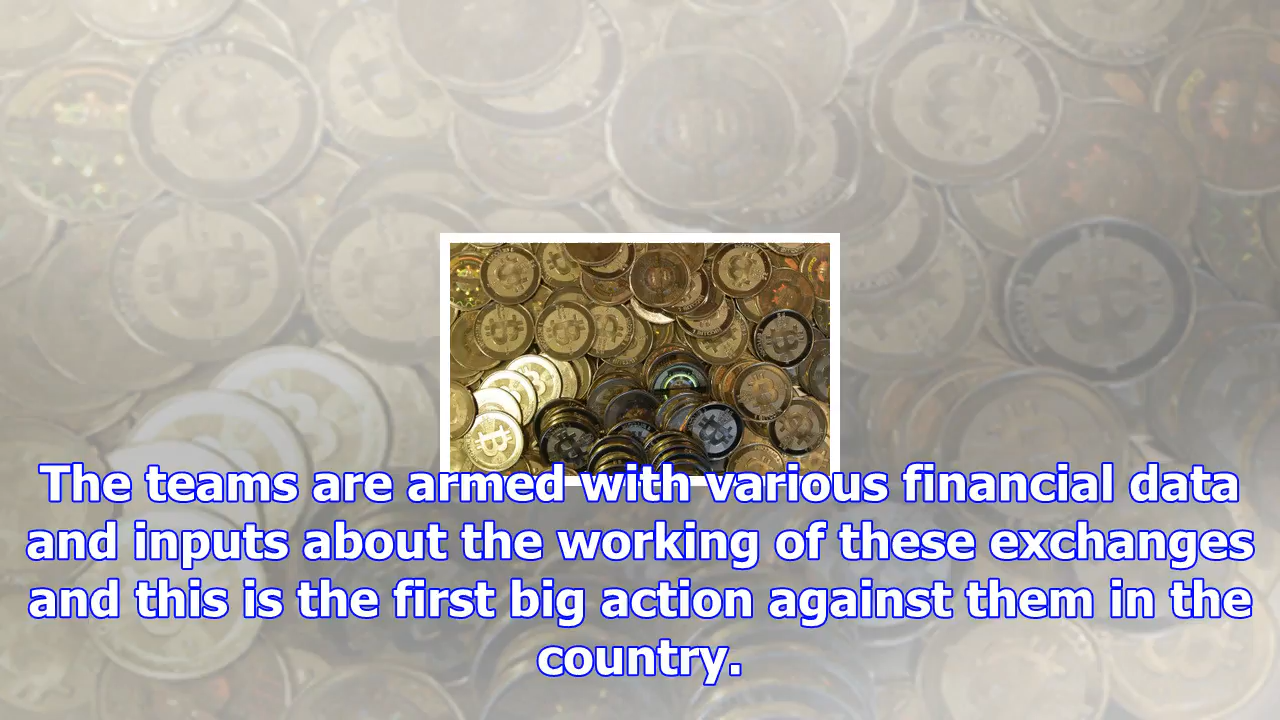 The teams are armed with various financial data
and inputs about the working of these exchanges
and this is the first big action against them in the
country.